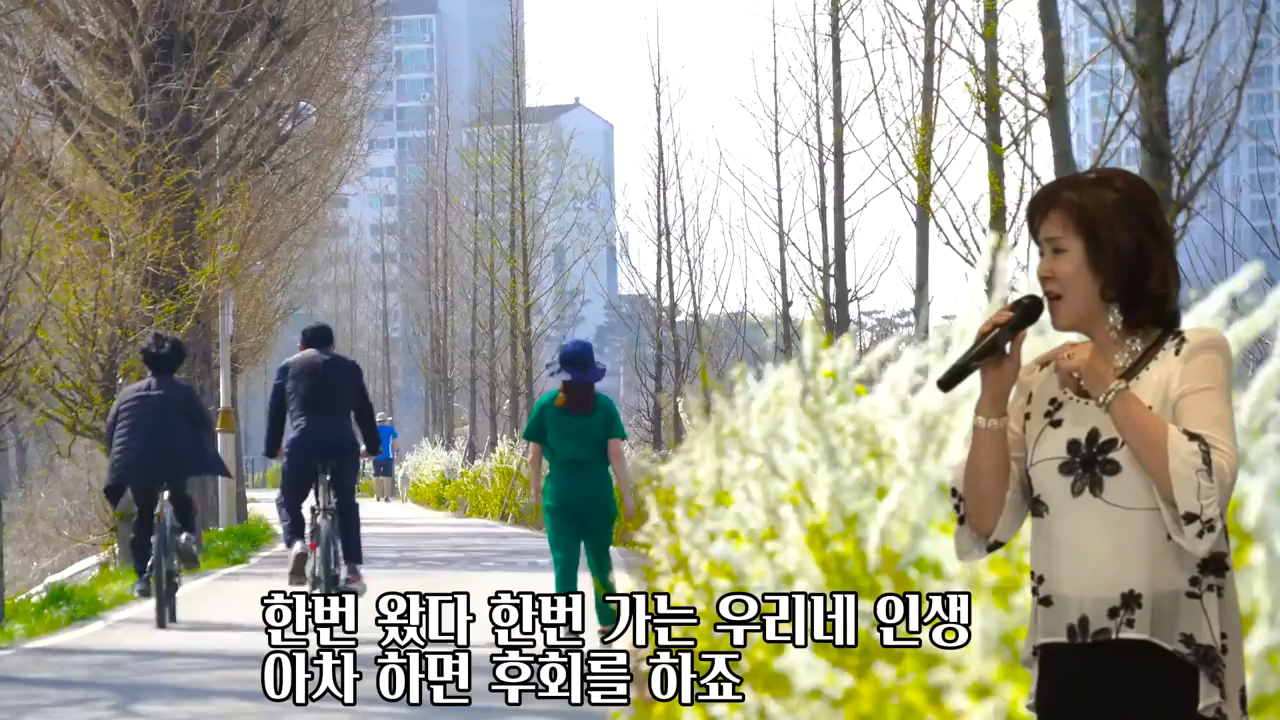 한번 왔다 한번 가는 우리네 인생
아차 하면 후회를 하죠